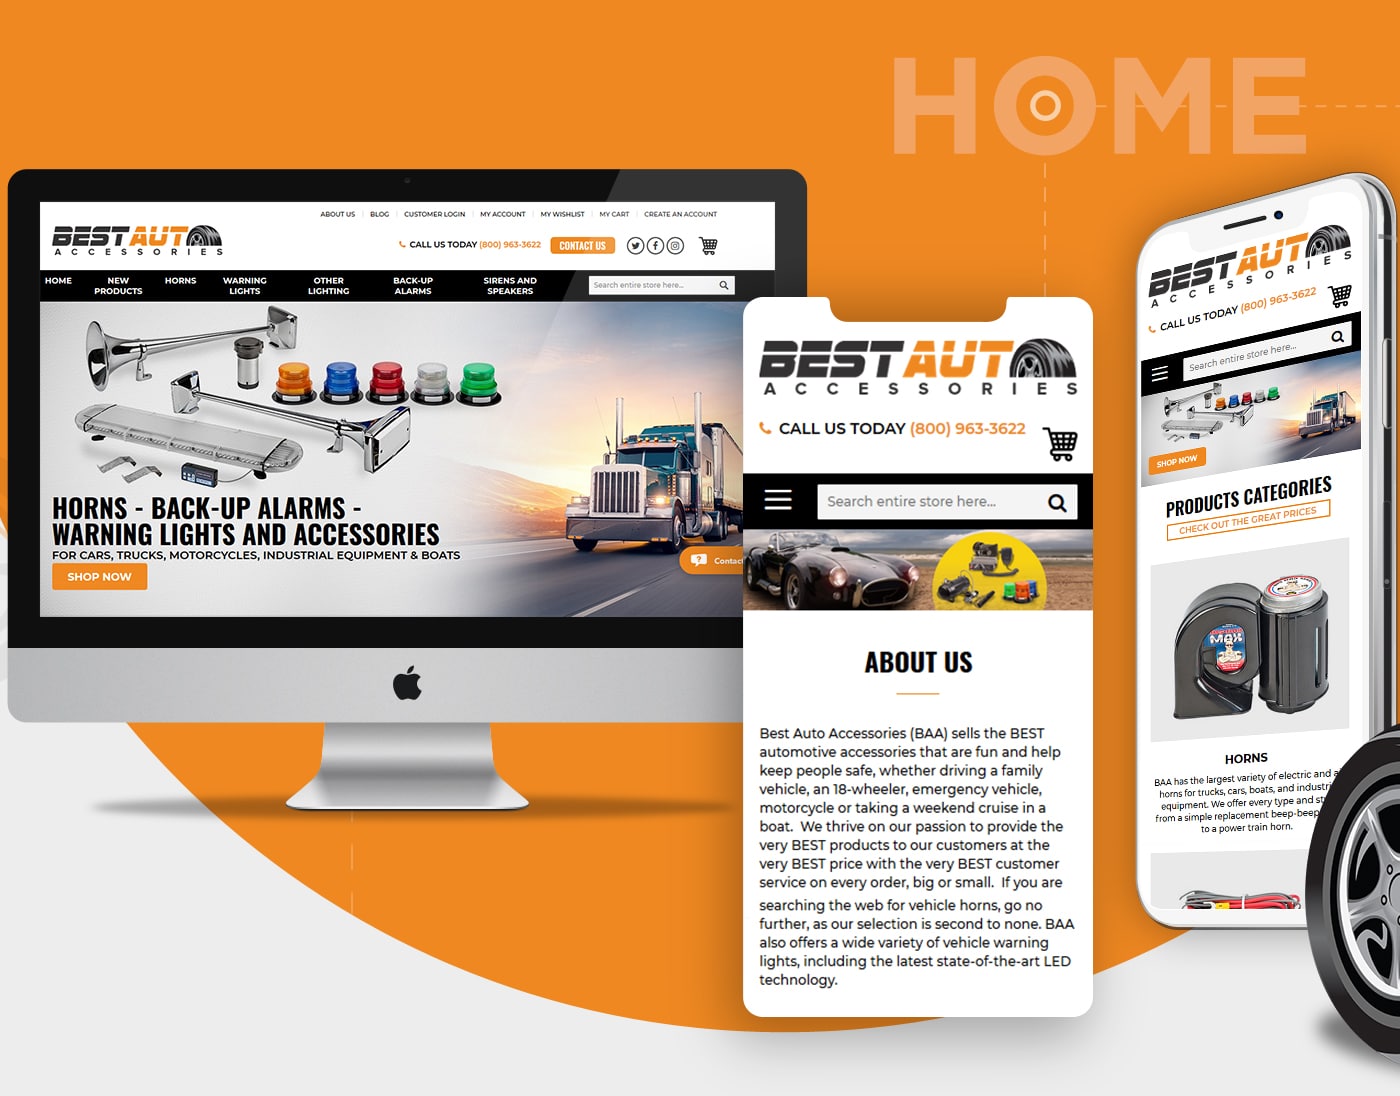 HOME
ABOUT US BLOG CUSTOMER LOGIN MY ACCOUNT MY WISHLIST MY CART CREATE AN ACCOUNT
BEST AUTO
ACCESSORIES
CALL US TODAY (800) 963-3622 CONTACT US
HOME NEW PRODUCTS HORNS WARNING LIGHTS OTHER LIGHTING BACK-UP ALARMS SIRENS AND SPEAKERS Search entire store here...
HORNS - BACK-UP ALARMS -
WARNING LIGHTS AND ACCESSORIES
FOR CARS, TRUCKS, MOTORCYCLES, INDUSTRIAL EQUIPMENT & BOATS
SHOP NOW
Contac
BEST AUTO
ACCESSORIES
CALL US TODAY (800) 963-3622
Search entire store here...
ABOUT US
Best Auto Accessories (BAA) sells the BEST
automotive accessories that are fun and help
keep people safe, whether driving a family
vehicle, an 18-wheeler, emergency vehicle,
motorcycle or taking a weekend cruise in a
boat. We thrive on our passion to provide the
very BEST products to our customers at the
very BEST price with the very BEST customer
service on every order, big or small. If you are
searching the web for vehicle horns, go no
further, as our selection is second to none. BAA
also offers a wide variety of vehicle warning
lights, including the latest state-of-the-art LED
technology.
BEST AUTO
ACCESSORIES
CALL US TODAY (800) 963-3622
Search entire store here...
SHOP NOW
PRODUCTS CATEGORIES
CHECK OUT THE GREAT PRICES
MAX
HORNS
BAA has the largest variety of electric and a
horns for trucks, cars, boats, and industri
equipment. We offer every type and st
from a simple replacement beep-beep
to a power train horn.